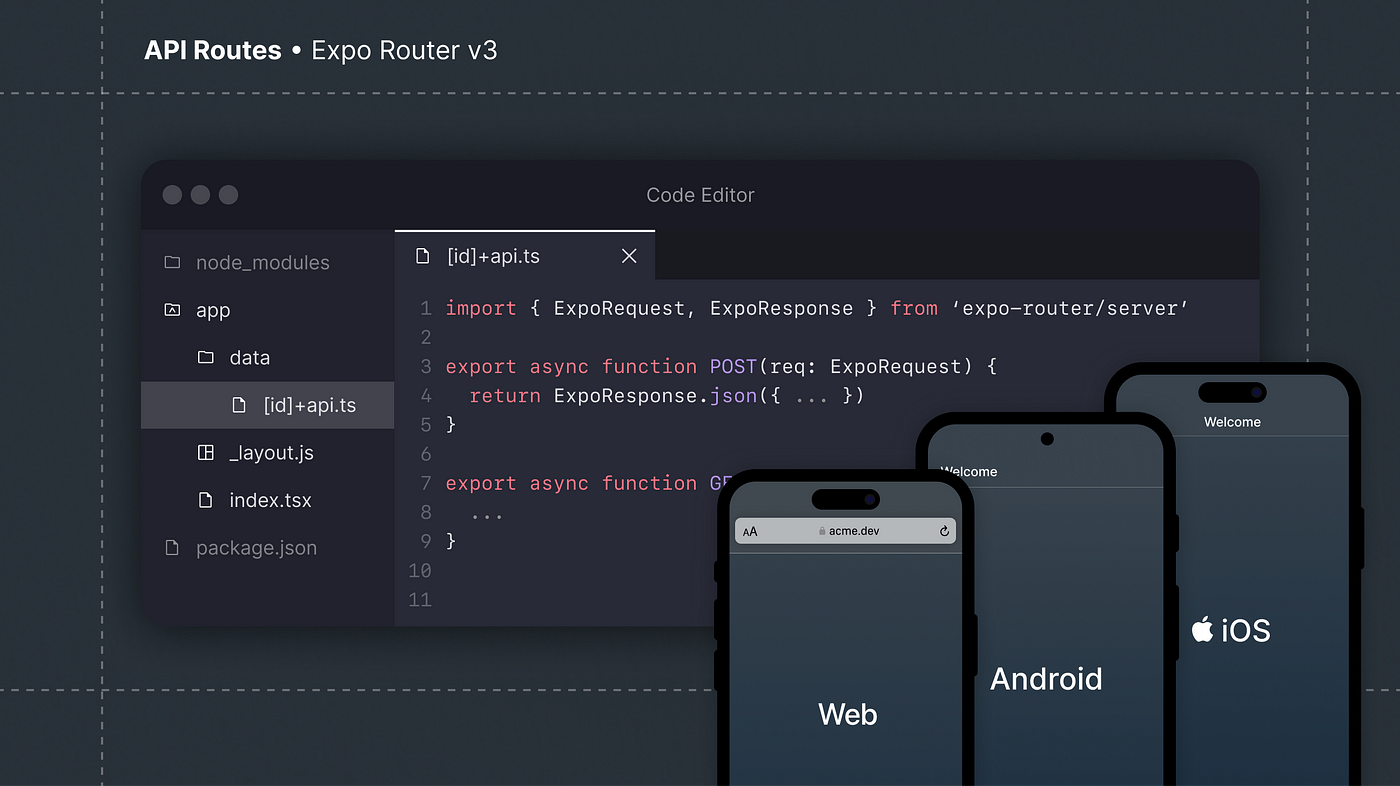 API Routes • Expo Router v3
Code Editor
node_modules
app
data
[id]+api.ts
_layout.js
index.tsx
package.json
[id]+api.ts
1 import { ExpoRequest, ExpoResponse } from ‘expo-router/server’
2
3 export async function POST(req: ExpoRequest) {
4 return ExpoResponse.json({ ... })
5 }
6
7 export async function
8 ...
9 }
10
11
AA acme.dev
Web
Welcome
Android
Welcome
iOS